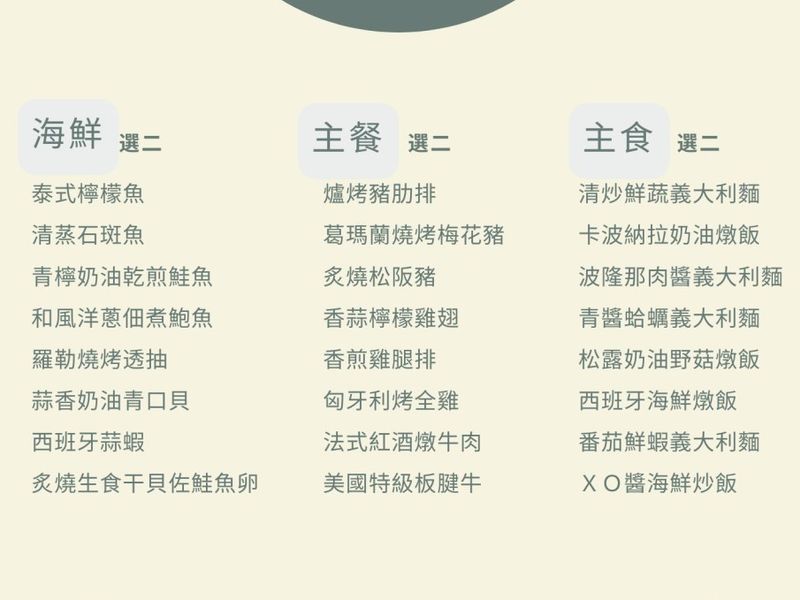 海鮮 選二
泰式檸檬魚
清蒸石斑魚
青檸奶油乾煎鮭魚
和風洋蔥佃煮鮑魚
羅勒燒烤透抽
蒜香奶油青口貝
西班牙蒜蝦
炙燒生食干貝佐鮭魚卵
主餐 選二
爐烤豬肋排
葛瑪蘭燒烤梅花豬
炙燒松阪豬
香蒜檸檬雞翅
香煎雞腿排
匈牙利烤全雞
法式紅酒燉牛肉
美國特級板腱牛
主食 選二
清炒鮮蔬義大利麵
卡波納拉奶油燉飯
波隆那肉醬義大利麵
青醬蛤蠣義大利麵
松露奶油野菇燉飯
西班牙海鮮燉飯
番茄鮮蝦義大利麵
ＸＯ醬海鮮炒飯